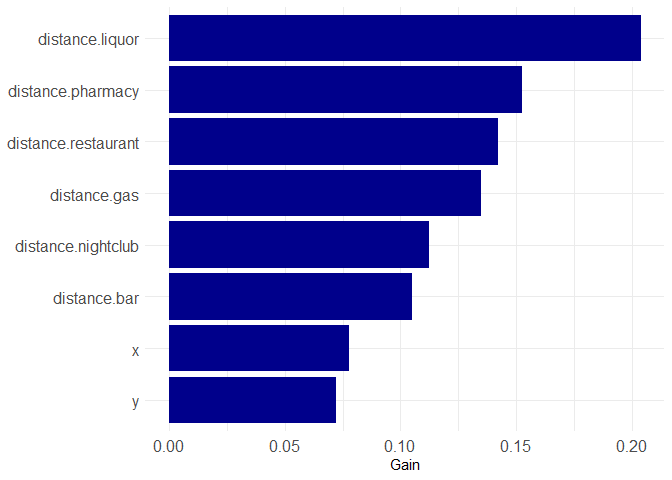 distance.liquor
distance.pharmacy
distance.restaurant
distance.gas
distance.nightclub
distance.bar
x
y
0.00 0.05 0.10 0.15 0.20
Gain